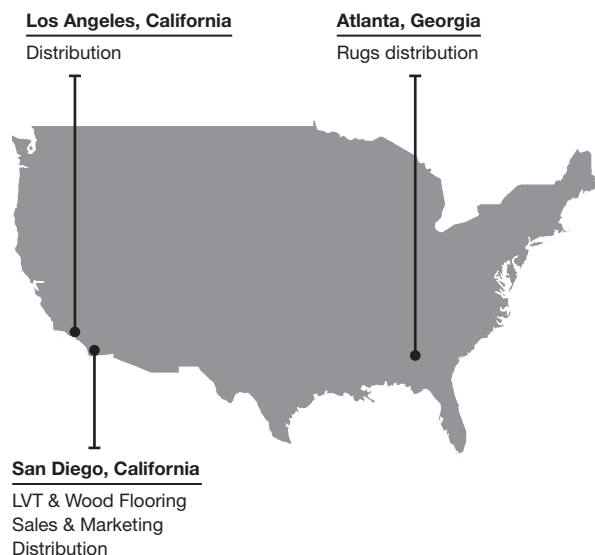 Los Angeles, California
Distribution
Atlanta, Georgia
Rugs distribution
San Diego, California
LVT & Wood Flooring
Sales & Marketing
Distribution